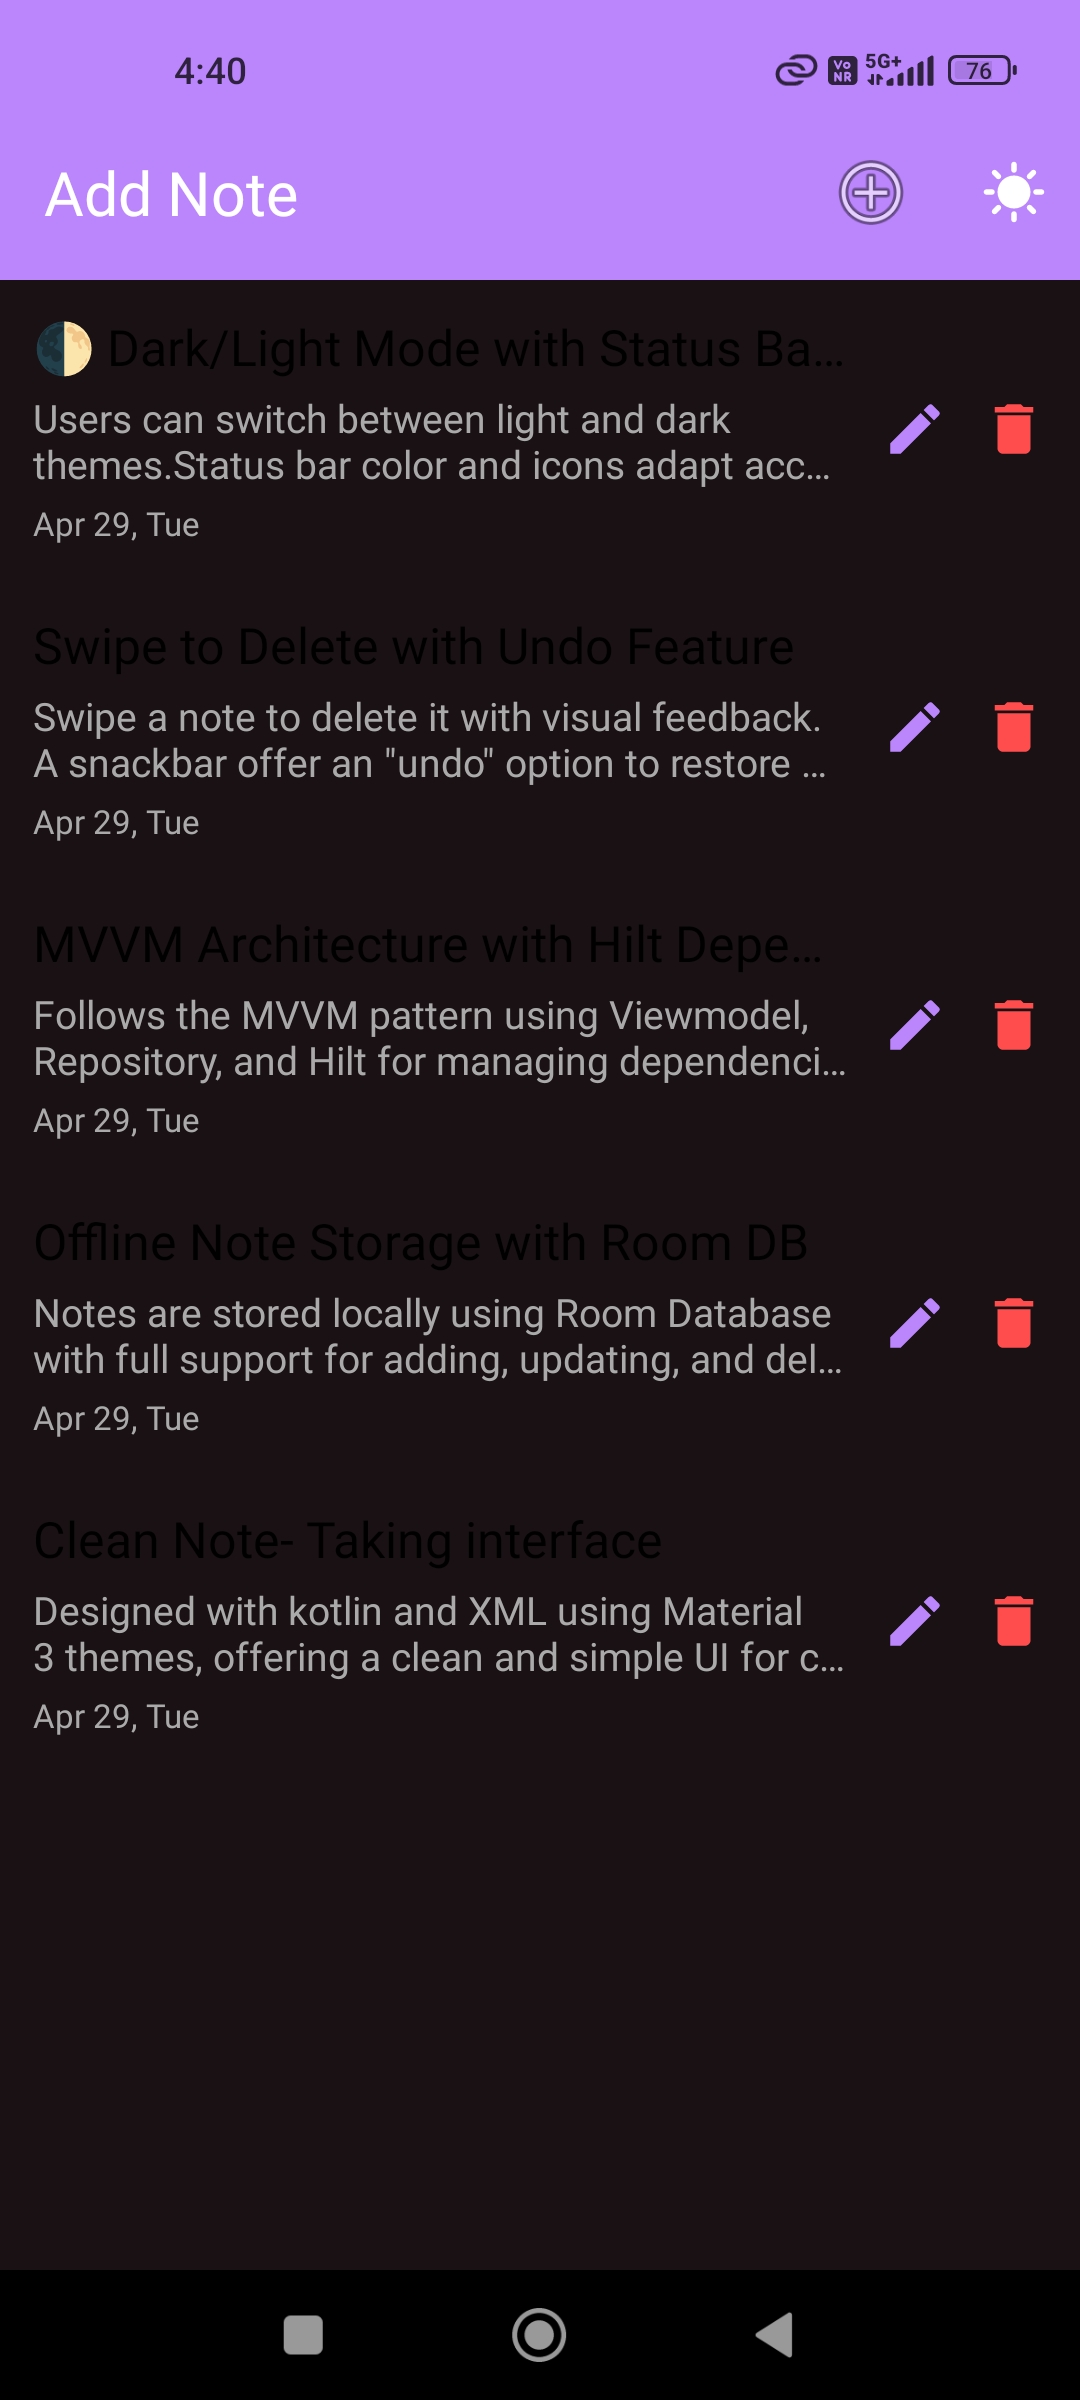 4:40
Vo NR 5G+ 76
Add Note
🌗 Dark/Light Mode with Status Ba...
Users can switch between light and dark
themes.Status bar color and icons adapt acc...
Apr 29, Tue
Swipe to Delete with Undo Feature
Swipe a note to delete it with visual feedback.
A snackbar offer an "undo" option to restore ...
Apr 29, Tue
MVVM Architecture with Hilt Depe...
Follows the MVVM pattern using Viewmodel,
Repository, and Hilt for managing dependenci...
Apr 29, Tue
Offline Note Storage with Room DB
Notes are stored locally using Room Database
with full support for adding, updating, and del...
Apr 29, Tue
Clean Note- Taking interface
Designed with kotlin and XML using Material
3 themes, offering a clean and simple UI for c...
Apr 29, Tue